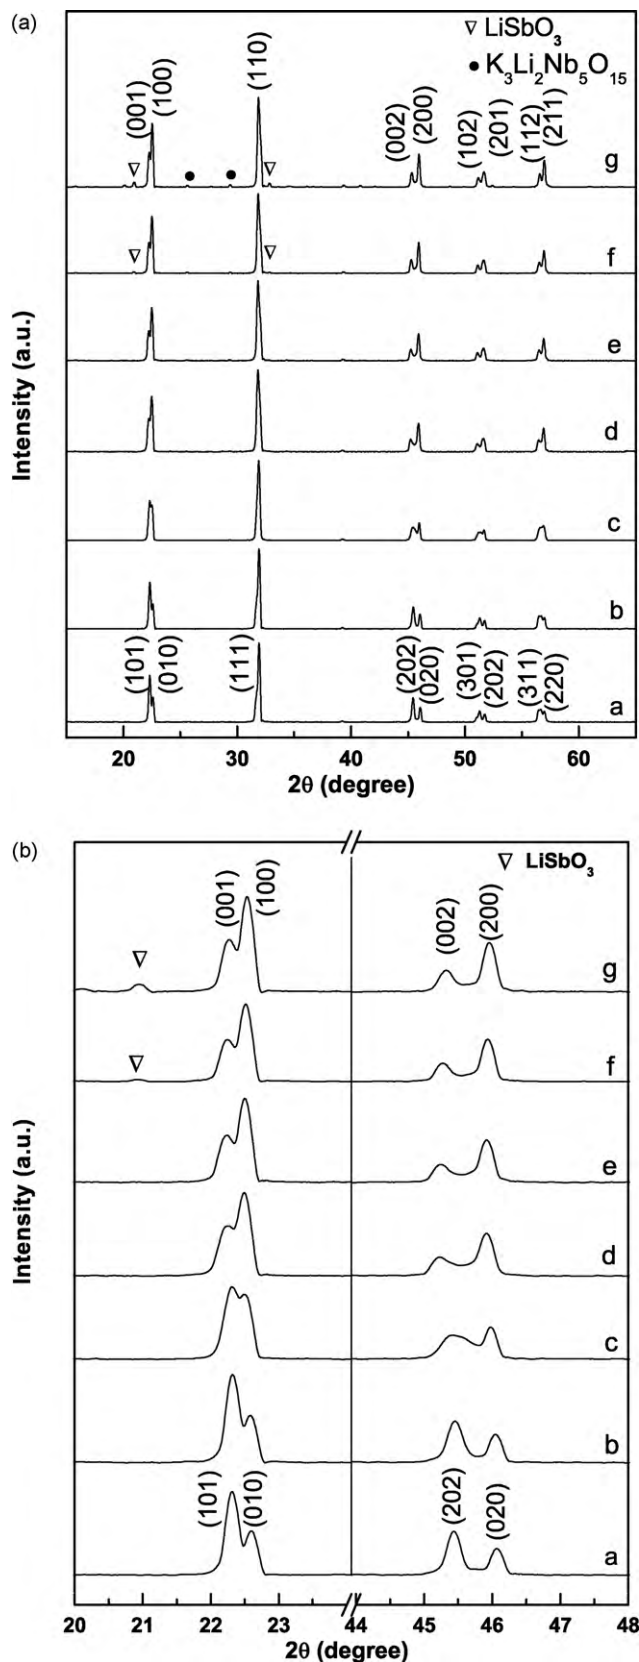 (a)
▽ LiSbO₃
● K₃Li₂Nb₅O₁₅
(001)
(100)
(110)
(002)
(200)
(102)
(201)
(112)
(211)
g
f
e
d
c
b
(101)
(010)
(111)
(202)
(020)
(301)
(202)
(311)
(220)
a
Intensity (a.u.)
20 30 40 50 60
2θ (degree)
(b)
▽ LiSbO₃
(001)
(100)
(002)
(200)
g
f
e
d
c
b
(101)
(010)
(202)
(020)
a
Intensity (a.u.)
20 21 22 23 44 45 46 47 48
2θ (degree)